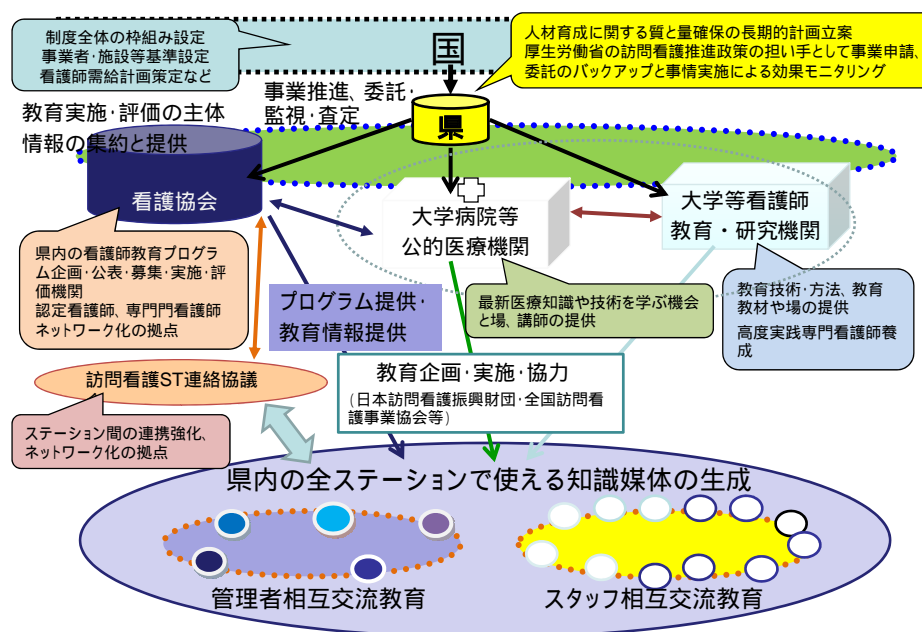 制度全体の枠組み設定
事業者・施設等基準設定
看護師需給計画策定など
国
人材育成に関する質と量確保の長期的計画立案
厚生労働省の訪問看護推進政策の担い手として事業申請、
委託のバックアップと事情実施による効果モニタリング
教育実施・評価の主体
情報の集約と提供
事業推進、委託・
監視・査定
県
看護協会
大学病院等
公的医療機関
大学等看護師
教育・研究機関
県内の看護師教育プログラ
ム企画・公表・募集・実施・評
価機関
認定看護師、専門門看護師
ネットワーク化の拠点
プログラム提供・
教育情報提供
最新医療知識や技術を学ぶ機会
と場、講師の提供
教育技術・方法、教育
教材や場の提供
高度実践専門看護師養
成
訪問看護ST連絡協議
教育企画・実施・協力
(日本訪問看護振興財団・全国訪問看
護事業協会等)
ステーション間の連携強化、
ネットワーク化の拠点
県内の全ステーションで使える知識媒体の生成
管理者相互交流教育
スタッフ相互交流教育